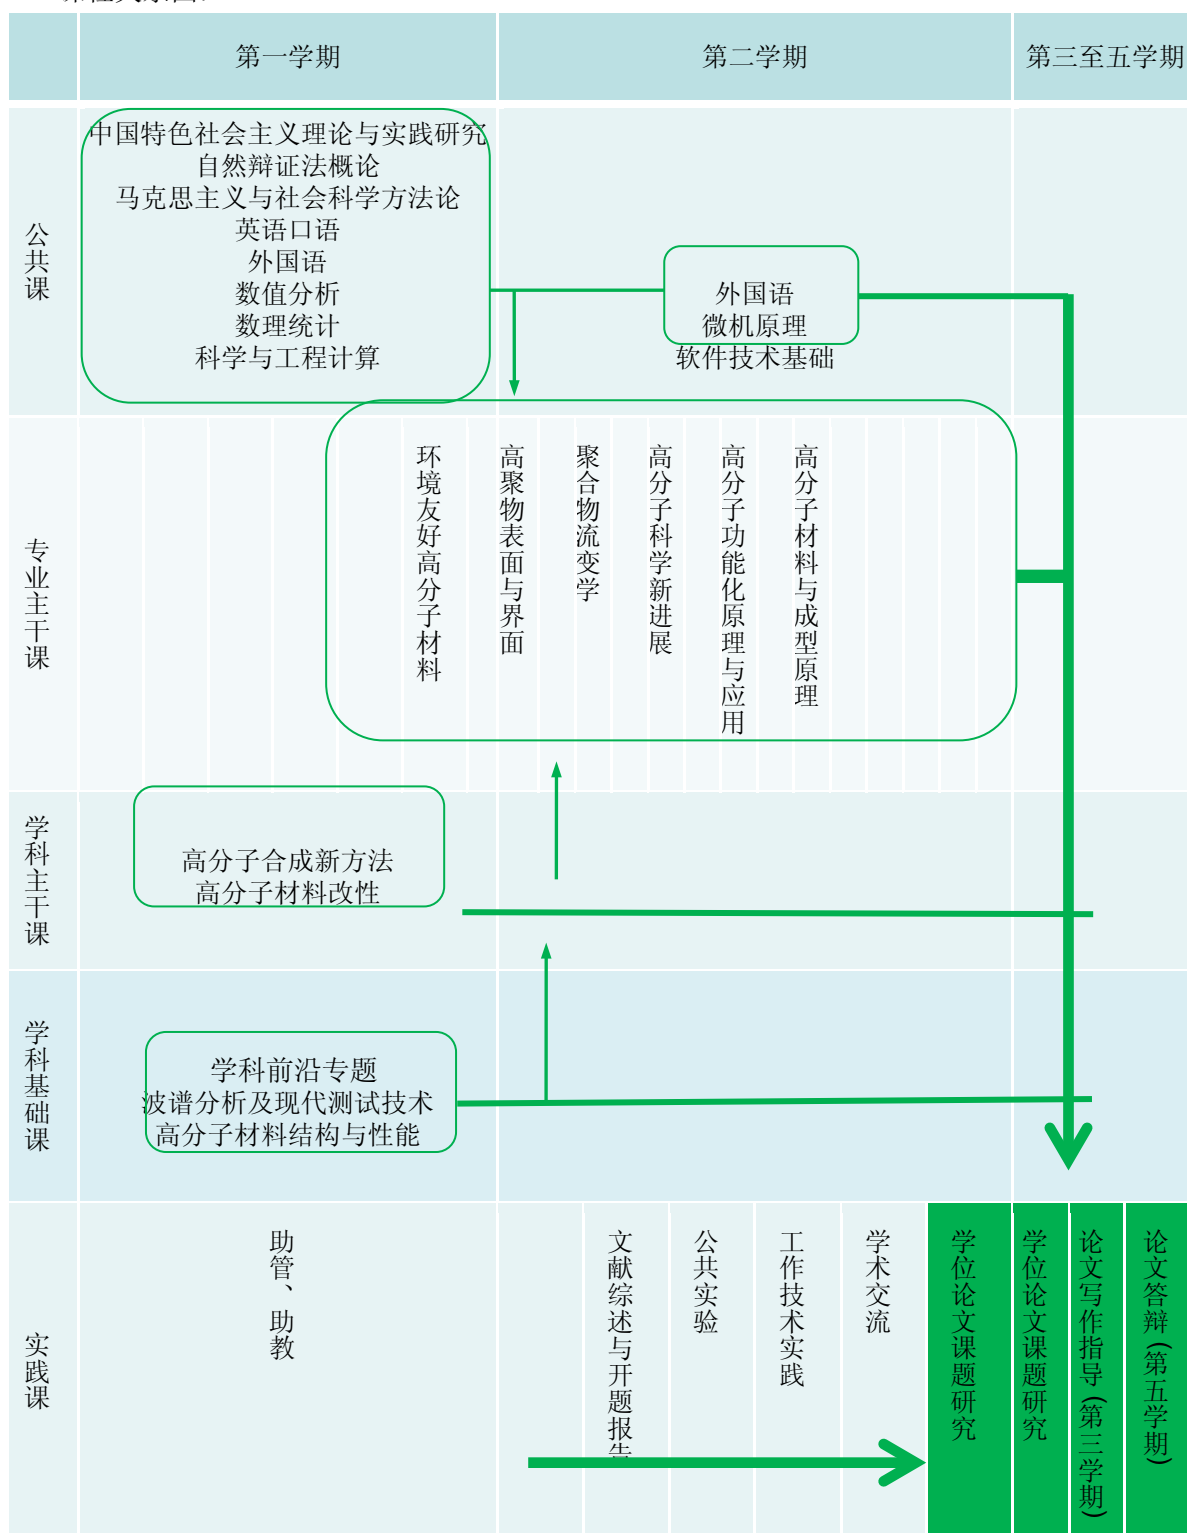 第一学期
第二学期
第三至五学期
公共课
中国特色社会主义理论与实践研究
自然辩证法概论
马克思主义与社会科学方法论
英语口语
外国语
数值分析
数理统计
科学与工程计算
外国语
微机原理
软件技术基础
专业主干课
环境友好高分子材料
高聚物表面与界面
聚合物流变学
高分子科学新进展
高分子功能化原理与应用
高分子材料与成型原理
学科主干课
高分子合成新方法
高分子材料改性
学科基础课
学科前沿专题
波谱分析及现代测试技术
高分子材料结构与性能
实践课
助管、助教
文献综述与开题报告
公共实验
工作技术实践
学术交流
学位论文课题研究
学位论文课题研究
论文写作指导(第三学期)
论文答辩(第五学期)